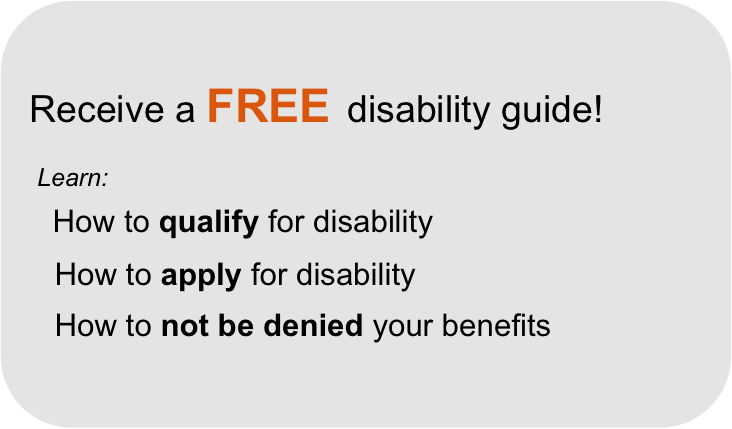 Receive a FREE disability guide!
Learn:
How to qualify for disability
How to apply for disability
How to not be denied your benefits